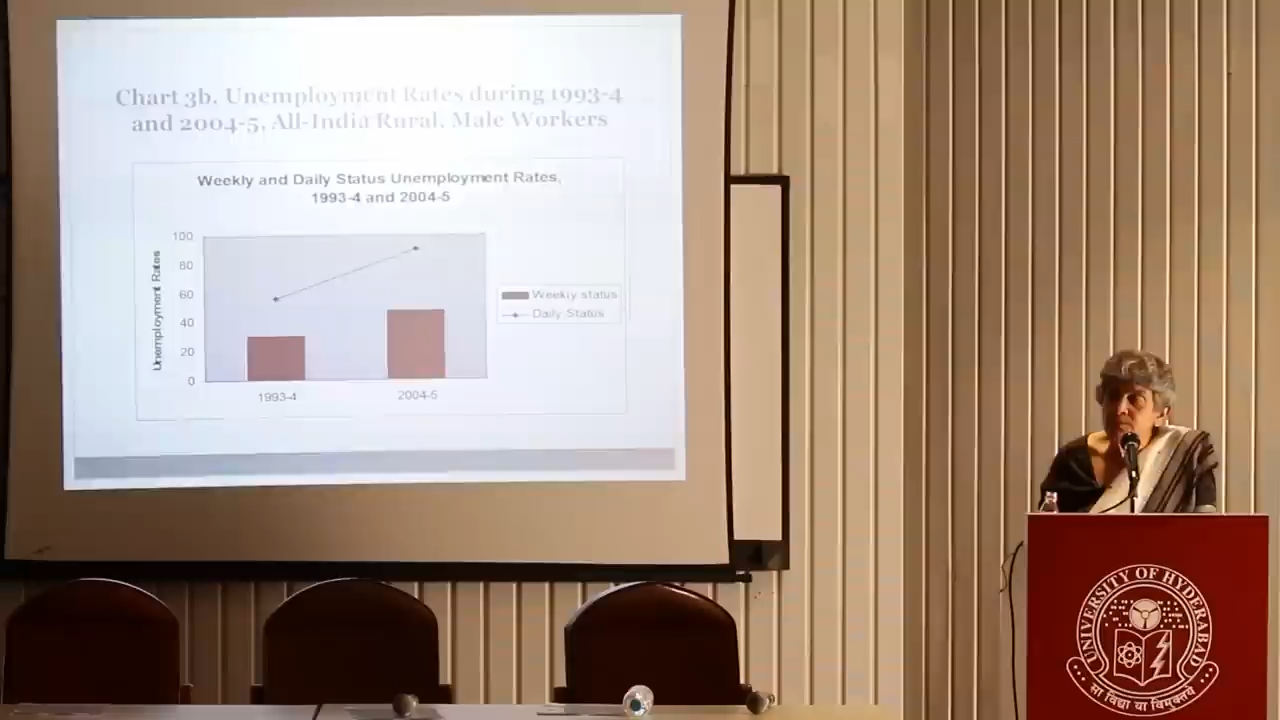 Chart 3b. Unemployment Rates during 1993-4
and 2004-5, All-India Rural, Male Workers
Weekly and Daily Status Unemployment Rates,
1993-4 and 2004-5
Unemployment Rates
100
80
60
40
20
0
1993-4
2004-5
Weekly status
Daily Status
UNIVERSITY OF HYDERABAD
सा विद्या या विमुक्तये